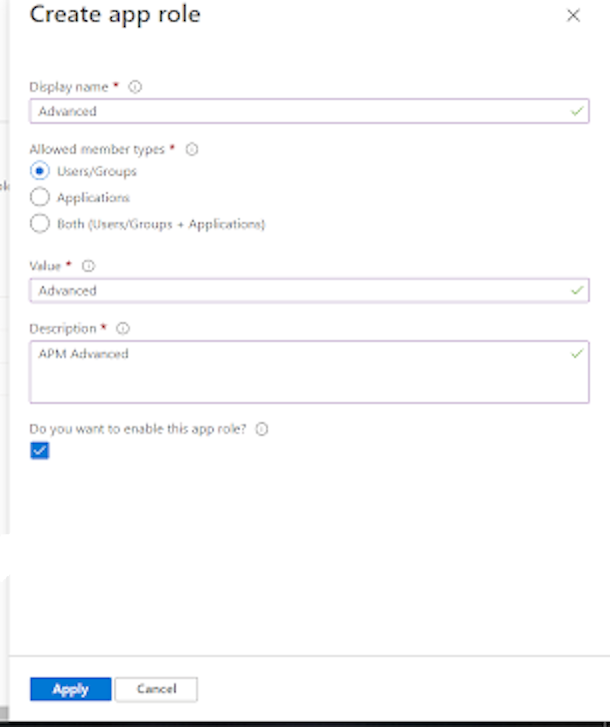 Create app role
Display name *
Advanced
Allowed member types *
Users/Groups
Applications
Both (Users/Groups + Applications)
Value *
Advanced
Description *
APM Advanced
Do you want to enable this app role?
Apply
Cancel